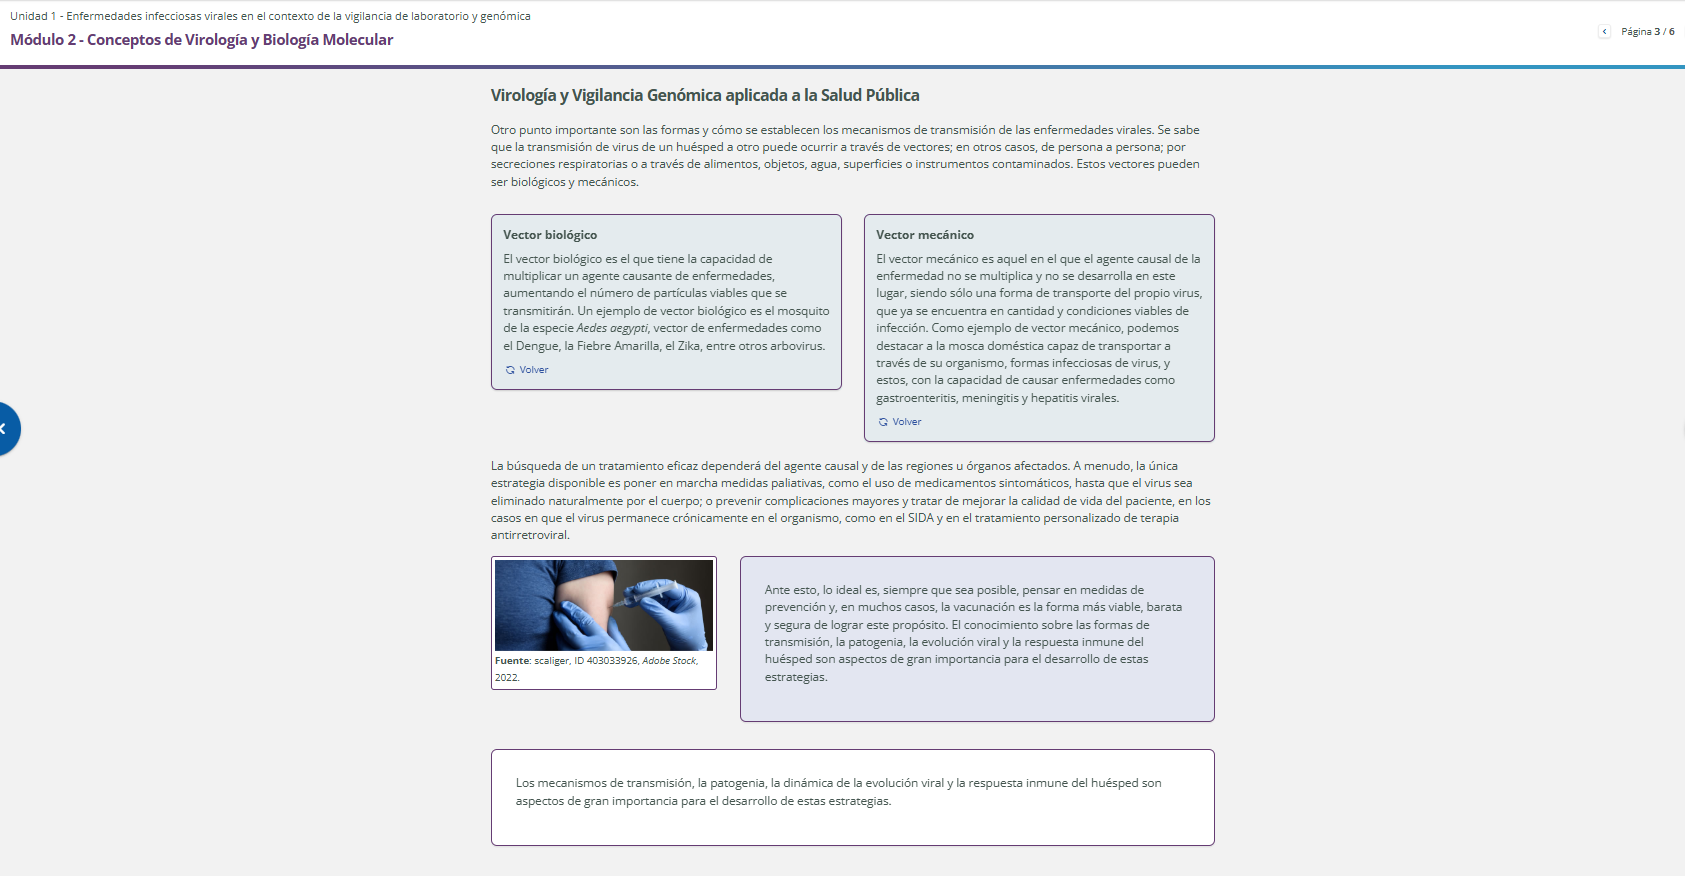 Unidad 1 - Enfermedades infecciosas virales en el contexto de la vigilancia de laboratorio y genómica
Módulo 2 - Conceptos de Virología y Biología Molecular
Página 3 / 6
Virología y Vigilancia Genómica aplicada a la Salud Pública
Otro punto importante son las formas y cómo se establecen los mecanismos de transmisión de las enfermedades virales. Se sabe
que la transmisión de virus de un huésped a otro puede ocurrir a través de vectores; en otros casos, de persona a persona; por
secreciones respiratorias o a través de alimentos, objetos, agua, superficies o instrumentos contaminados. Estos vectores pueden
ser biológicos y mecánicos.
Vector biológico
El vector biológico es el que tiene la capacidad de
multiplicar un agente causante de enfermedades,
aumentando el número de partículas viables que se
transmitirán. Un ejemplo de vector biológico es el mosquito
de la especie Aedes aegypti, vector de enfermedades como
el Dengue, la Fiebre Amarilla, el Zika, entre otros arbovirus.
Volver
Vector mecánico
El vector mecánico es aquel en el que el agente causal de la
enfermedad no se multiplica y no se desarrolla en este
lugar, siendo sólo una forma de transporte del propio virus,
que ya se encuentra en cantidad y condiciones viables de
infección. Como ejemplo de vector mecánico, podemos
destacar a la mosca doméstica capaz de transportar a
través de su organismo, formas infecciosas de virus, y
estos, con la capacidad de causar enfermedades como
gastroenteritis, meningitis y hepatitis virales.
Volver
La búsqueda de un tratamiento eficaz dependerá del agente causal y de las regiones u órganos afectados. A menudo, la única
estrategia disponible es poner en marcha medidas paliativas, como el uso de medicamentos sintomáticos, hasta que el virus sea
eliminado naturalmente por el cuerpo; o prevenir complicaciones mayores y tratar de mejorar la calidad de vida del paciente, en los
casos en que el virus permanece crónicamente en el organismo, como en el SIDA y en el tratamiento personalizado de terapia
antirretroviral.
Fuente: scaliger, ID 403033926, Adobe Stock,
2022.
Ante esto, lo ideal es, siempre que sea posible, pensar en medidas de
prevención y, en muchos casos, la vacunación es la forma más viable, barata
y segura de lograr este propósito. El conocimiento sobre las formas de
transmisión, la patogenia, la evolución viral y la respuesta inmune del
huésped son aspectos de gran importancia para el desarrollo de estas
estrategias.
Los mecanismos de transmisión, la patogenia, la dinámica de la evolución viral y la respuesta inmune del huésped son
aspectos de gran importancia para el desarrollo de estas estrategias.